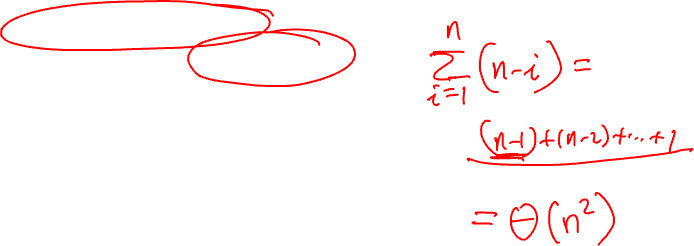 n
∑ (n-i) =
i=1
(n-1)+(n-2)+...+1
= Θ(n²)